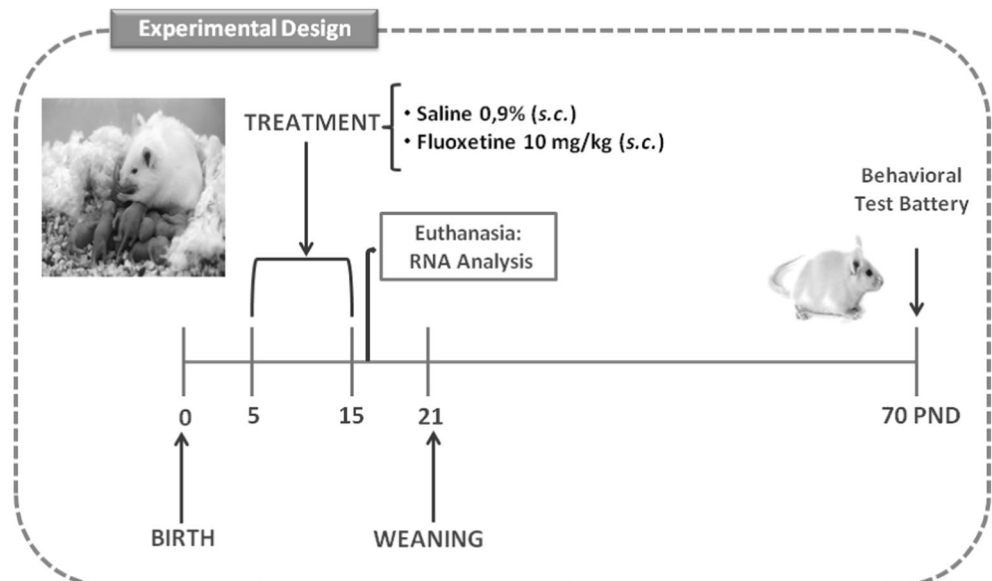 Experimental Design
TREATMENT
• Saline 0,9% (s.c.)
• Fluoxetine 10 mg/kg (s.c.)
Behavioral
Test Battery
Euthanasia:
RNA Analysis
0
5
15
21
70 PND
BIRTH
WEANING